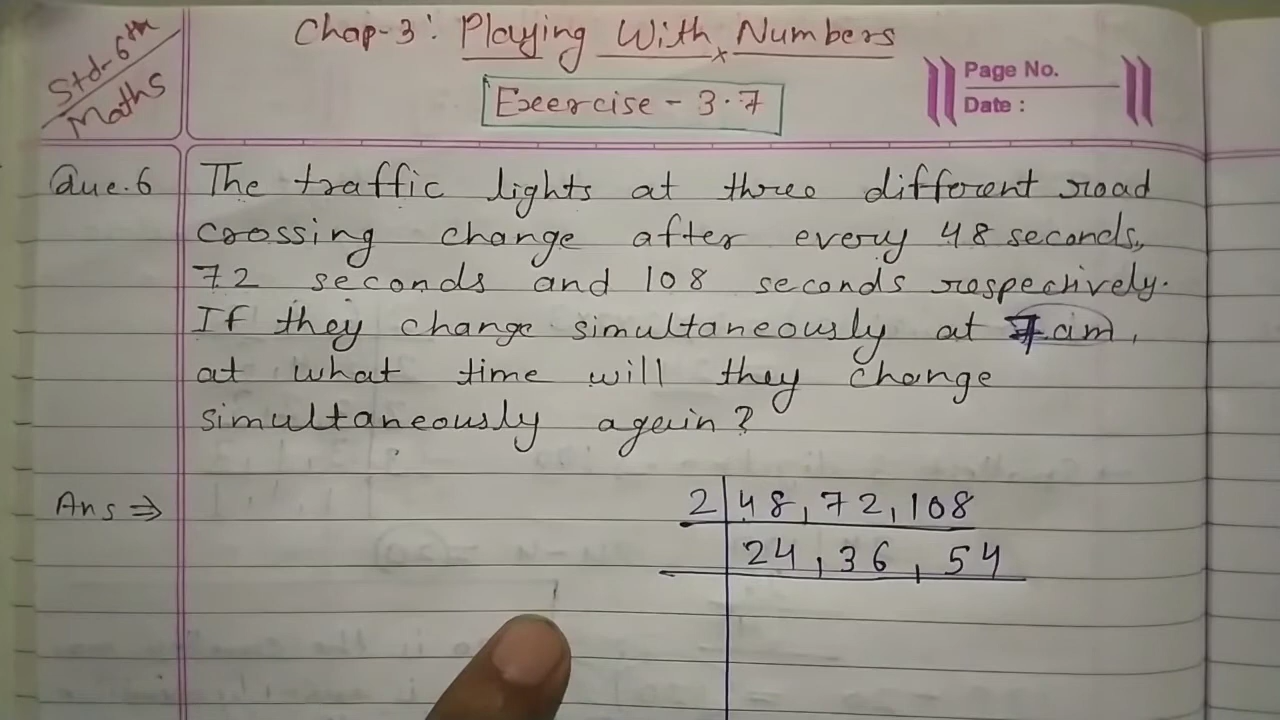 Std-6th
Maths
Chap-3: Playing With Numbers
Exercise - 3.7
Page No.
Date :
Que.6 The traffic lights at three different road
crossing change after every 48 seconds,
72 seconds and 108 seconds respectively.
If they change simultaneously at 7 am,
at what time will they change
simultaneously again?
Ans ⇒
2 | 48, 72, 108
24, 36, 54